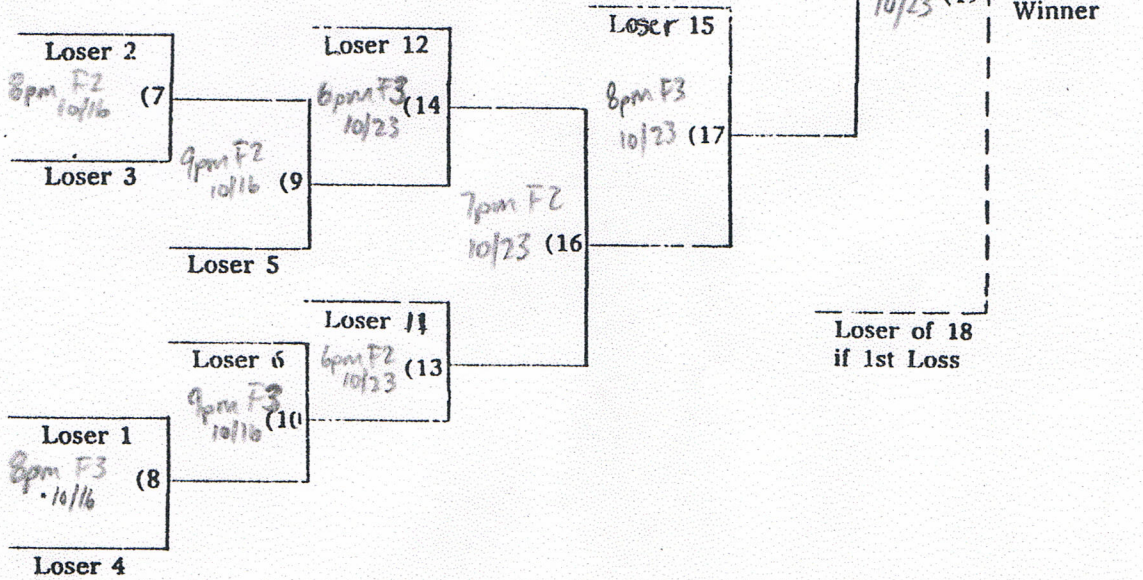 10/23
Winner
Loser 15
8pm F3
10/23 (17
Loser 2
8pm F2
10/16 (7
Loser 3
9pm F2
10/16 (9
Loser 5
Loser 12
6pm F3
10/23 (14
7pm F2
10/23 (16
Loser 11
6pm F2
10/23 (13
Loser 6
9pm F3
10/16 (10
Loser 1
8pm F3
10/16 (8
Loser 4
Loser of 18
if 1st Loss